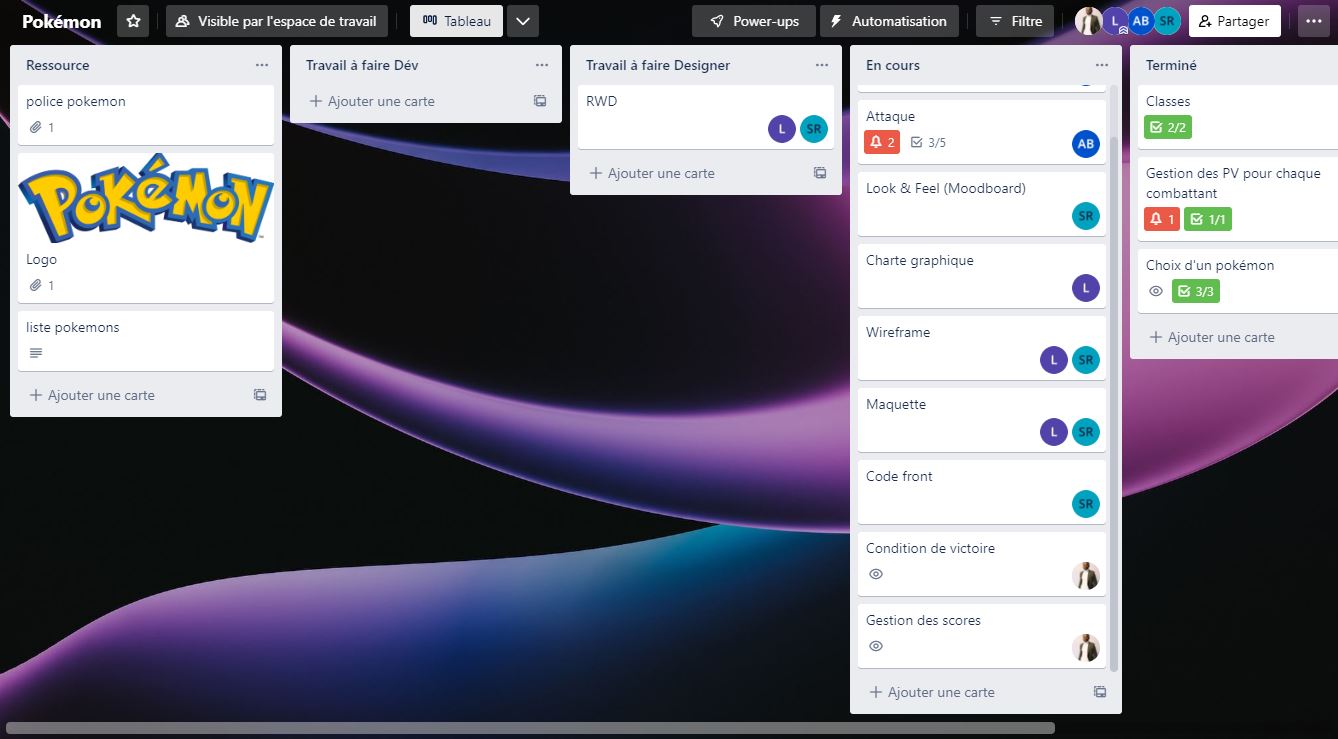 Pokémon
Visible par l'espace de travail
Tableau
Power-ups
Automatisation
Filtre
L
AB
SR
Partager
Ressource
police pokemon
1
POKéMON
™
Logo
1
liste pokemons
Ajouter une carte
Travail à faire Dév
Ajouter une carte
Travail à faire Designer
RWD
L
SR
Ajouter une carte
En cours
Attaque
2
3/5
AB
Look & Feel (Moodboard)
SR
Charte graphique
L
Wireframe
L
SR
Maquette
L
SR
Code front
SR
Condition de victoire
Gestion des scores
Ajouter une carte
Terminé
Classes
2/2
Gestion des PV pour chaque
combattant
1
1/1
Choix d'un pokémon
3/3
Ajouter une carte